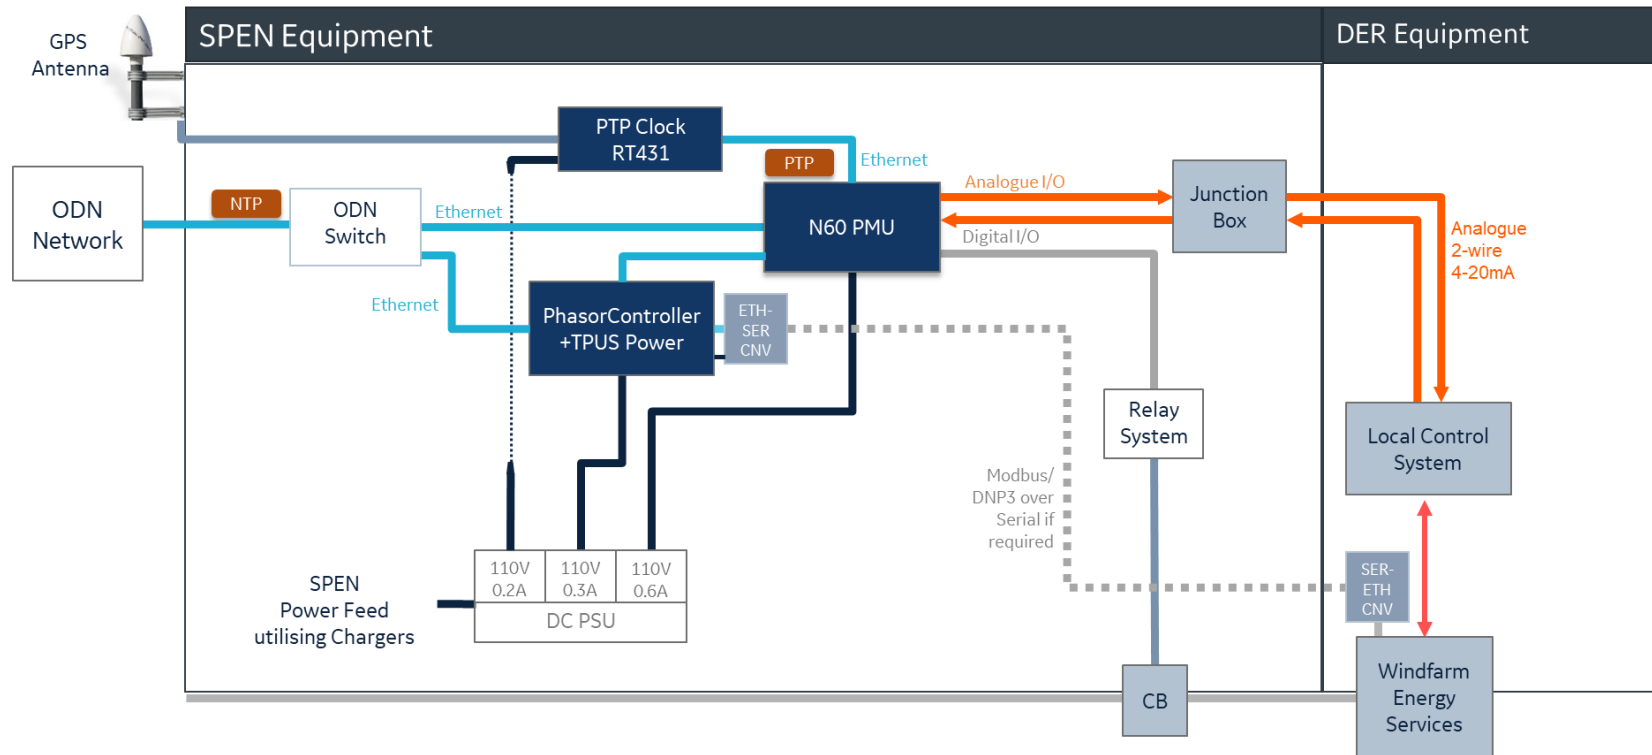 SPEN Equipment
DER Equipment
GPS
Antenna
PTP Clock
RT431
PTP
Ethernet
ODN
Network
NTP
ODN
Switch
Ethernet
N60 PMU
Analogue I/O
Digital I/O
Junction
Box
Analogue
2-wire
4-20mA
Ethernet
PhasorController
+TPUS Power
ETH-
SER
CNV
Relay
System
Local Control
System
Modbus/
DNP3 over
Serial if
required
110V
0.2A
110V
0.3A
110V
0.6A
DC PSU
SPEN
Power Feed
utilising Chargers
SER-
ETH
CNV
CB
Windfarm
Energy
Services